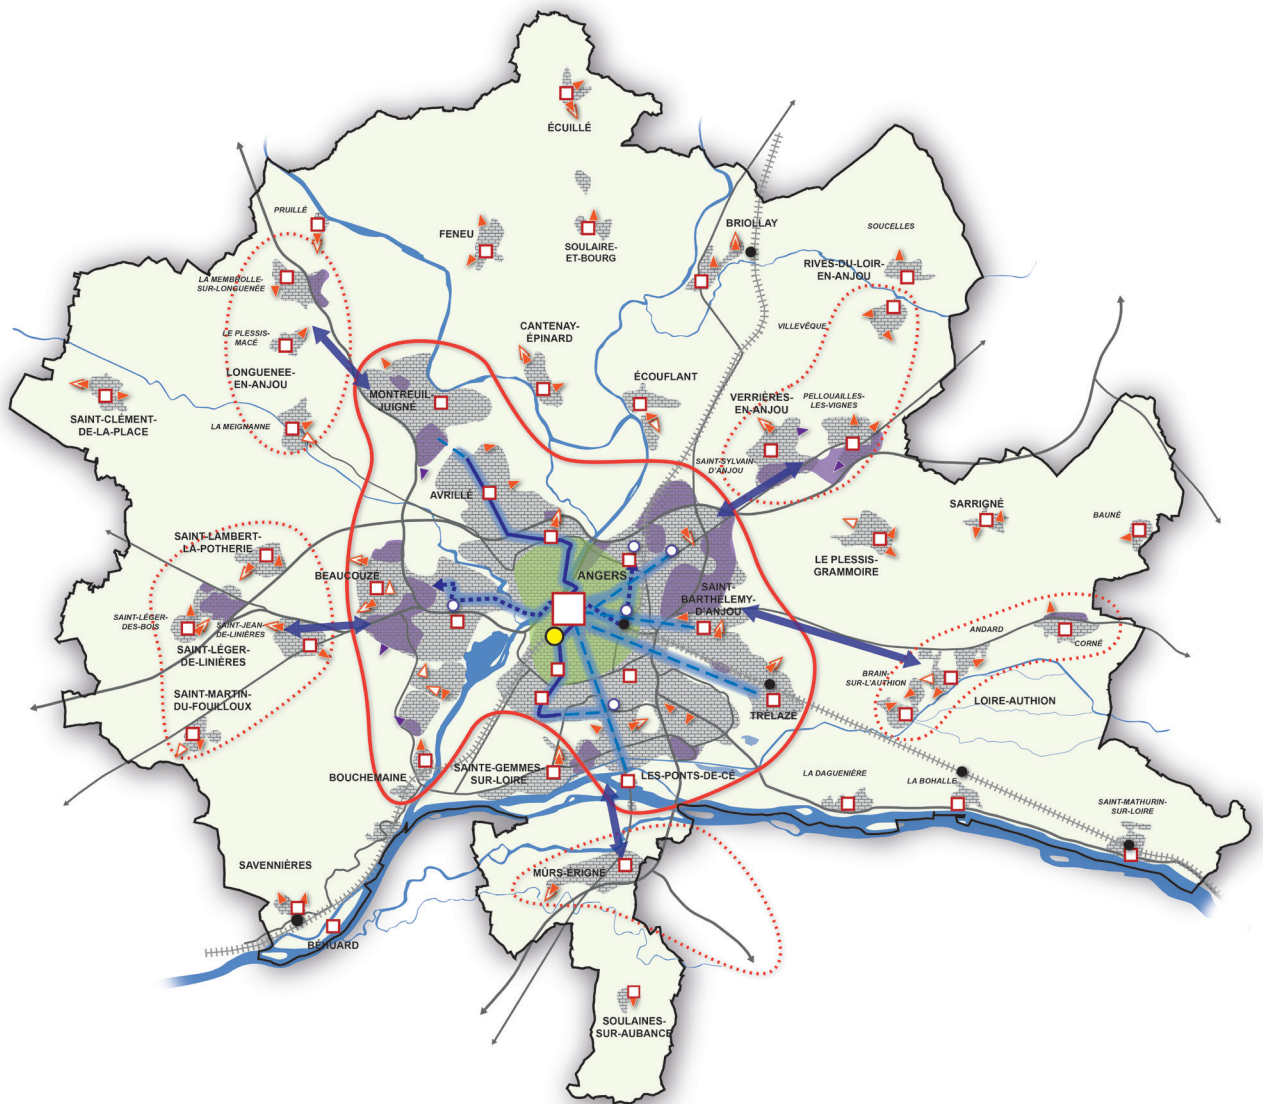 ÉCUILLÉ
PRUILLÉ
FENEU
SOULAIRE-
ET-BOURG
BRIOLLAY
SOUCELLES
RIVES-DU-LOIR-
EN-ANJOU
LA MEMBROLLE-
SUR-LONGUENÉE
VILLEVÊQUE
LE PLESSIS-
MACÉ
CANTENAY-
ÉPINARD
LONGUENEE-
EN-ANJOU
ÉCOUFLANT
MONTREUIL-
JUIGNÉ
VERRIÈRES-
EN-ANJOU
PELLOUAILLES-
LES-VIGNES
SAINT-CLÉMENT-
DE-LA-PLACE
LA MEIGNANNE
SAINT-SYLVAIN
D'ANJOU
AVRILLÉ
SARRIGNÉ
BAUNÉ
SAINT-LAMBERT-
LA-POTHERIE
LE PLESSIS-
GRAMMOIRE
BEAUCOUZÉ
ANGERS
SAINT-
BARTHÉLEMY-
D'ANJOU
SAINT-LÉGER-
DES-BOIS
SAINT-JEAN
DE-LINIÈRES
ANDARD
CORNÉ
SAINT-LÉGER-
DE-LINIÈRES
BRAIN-
SUR-L'AUTHION
SAINT-MARTIN-
DU-FOUILLOUX
LOIRE-AUTHION
TRÉLAZÉ
BOUCHEMAINE
SAINTE-GEMMES-
SUR-LOIRE
LES-PONTS-DE-CÉ
LA DAGUENIÈRE
LA BOHALLE
SAINT-MATHURIN-
SUR-LOIRE
SAVENNIÈRES
MÛRS-ÉRIGNÉ
BÉHUARD
SOULAINES-
SUR-AUBANCE